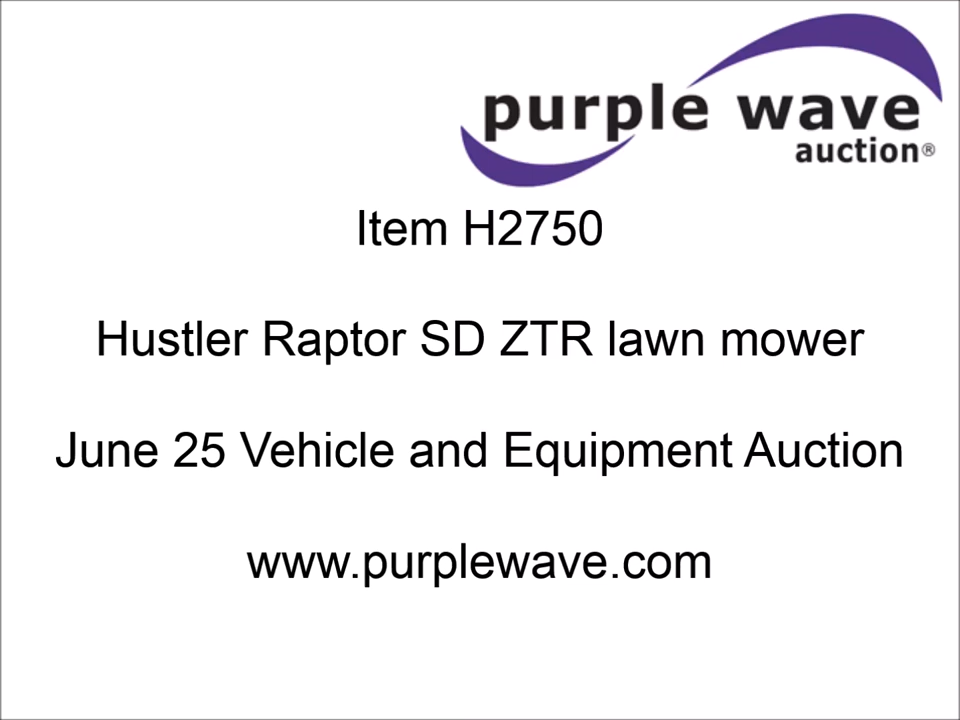 purple wave
auction®
Item H2750
Hustler Raptor SD ZTR lawn mower
June 25 Vehicle and Equipment Auction
www.purplewave.com